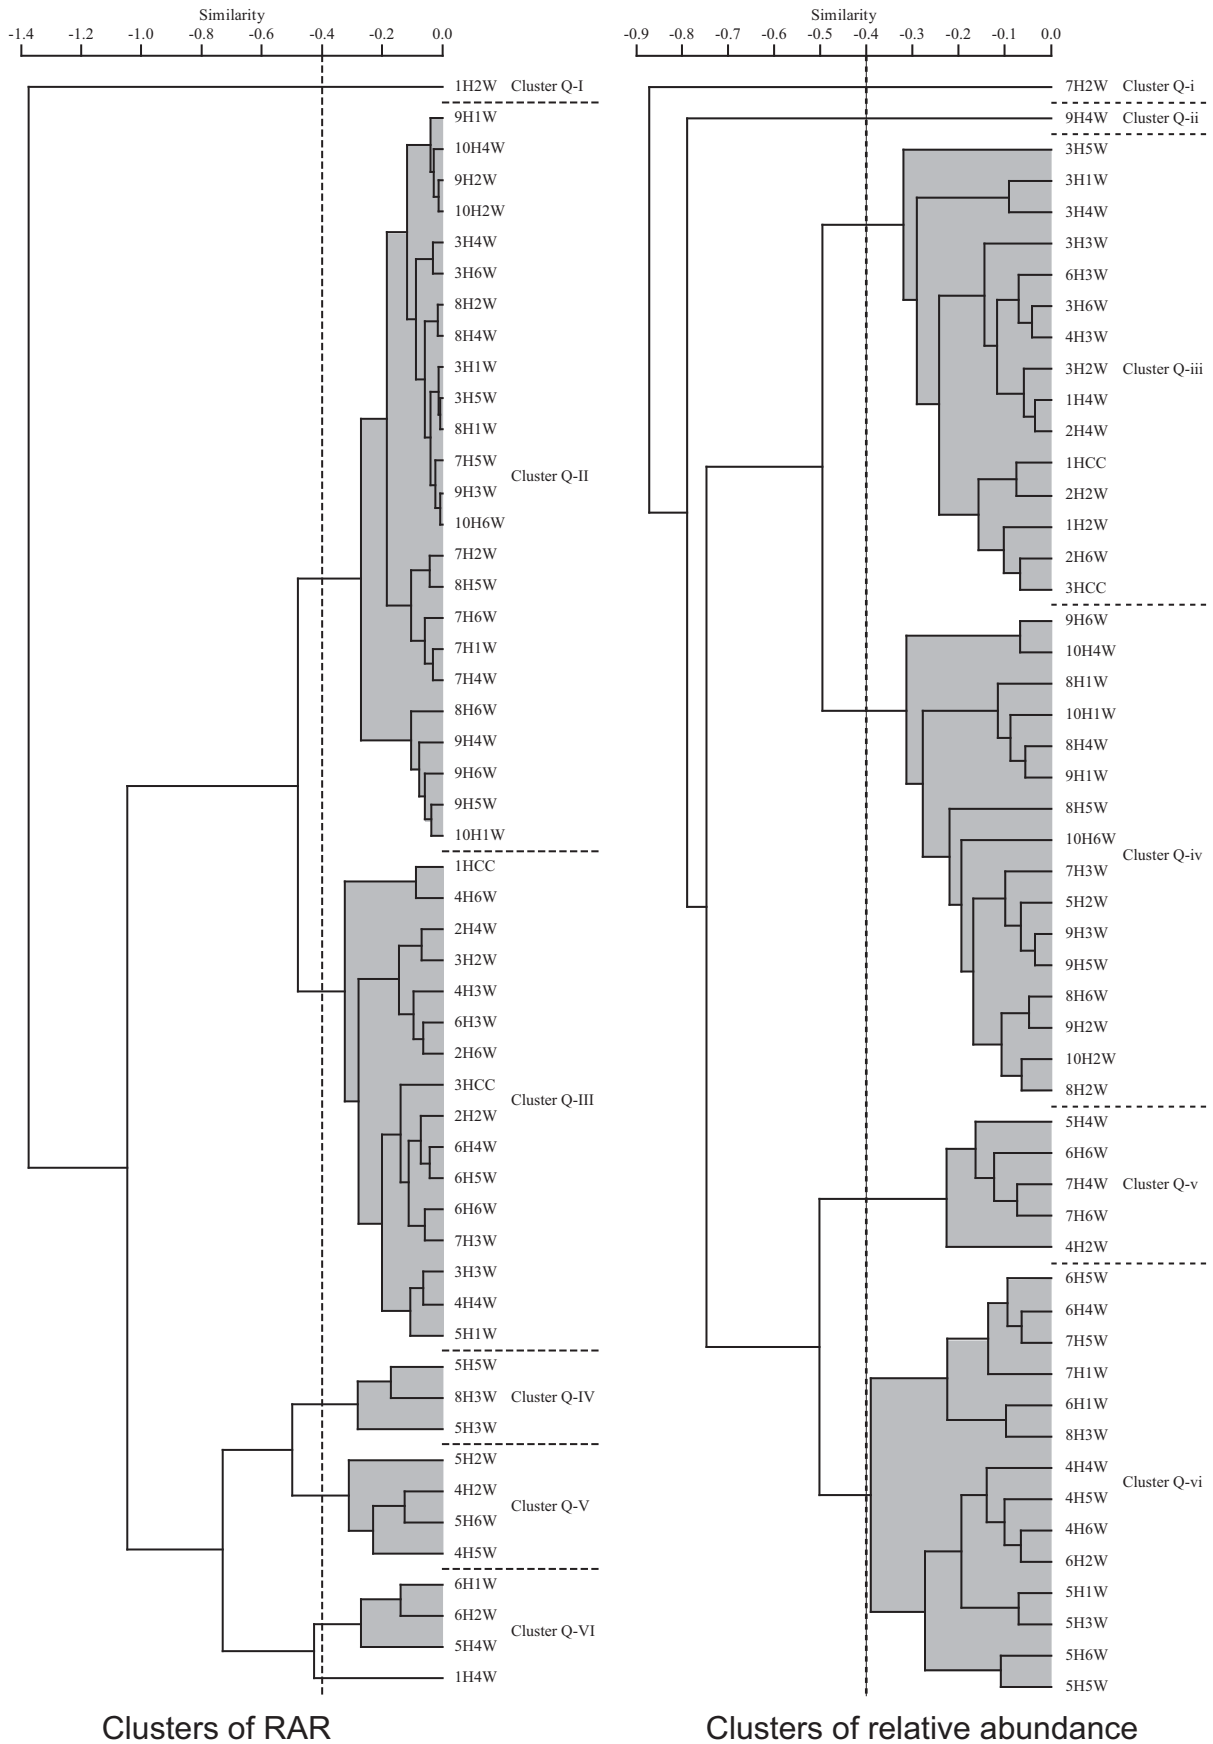 Similarity
-1.4 -1.2 -1.0 -0.8 -0.6 -0.4 -0.2 0.0
1H2W Cluster Q-I
9H1W
10H4W
9H2W
10H2W
3H4W
3H6W
8H2W
8H4W
3H1W
3H5W
8H1W
7H5W
Cluster Q-II
9H3W
10H6W
7H2W
8H5W
7H6W
7H1W
7H4W
8H6W
9H4W
9H6W
9H5W
10H1W
1HCC
4H6W
2H4W
3H2W
4H3W
6H3W
2H6W
3HCC
Cluster Q-III
2H2W
6H4W
6H5W
6H6W
7H3W
3H3W
4H4W
5H1W
5H5W
8H3W Cluster Q-IV
5H3W
5H2W
4H2W
Cluster Q-V
5H6W
4H5W
6H1W
6H2W
Cluster Q-VI
5H4W
1H4W
Clusters of RAR
Similarity
-0.9 -0.8 -0.7 -0.6 -0.5 -0.4 -0.3 -0.2 -0.1 0.0
7H2W Cluster Q-i
9H4W Cluster Q-ii
3H5W
3H1W
3H4W
3H3W
6H3W
3H6W
4H3W
3H2W Cluster Q-iii
1H4W
2H4W
1HCC
2H2W
1H2W
2H6W
3HCC
9H6W
10H4W
8H1W
10H1W
8H4W
9H1W
8H5W
10H6W
Cluster Q-iv
7H3W
5H2W
9H3W
9H5W
8H6W
9H2W
10H2W
8H2W
5H4W
6H6W
7H4W Cluster Q-v
7H6W
4H2W
6H5W
6H4W
7H5W
7H1W
6H1W
8H3W
4H4W
Cluster Q-vi
4H5W
4H6W
6H2W
5H1W
5H3W
5H6W
5H5W
Clusters of relative abundance